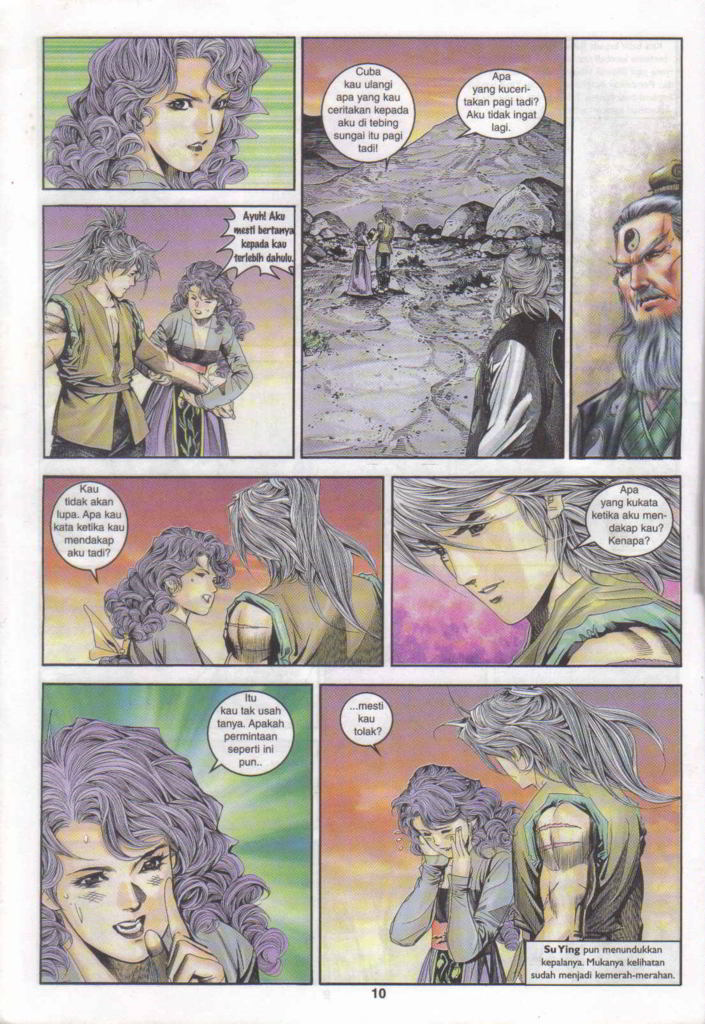 Ayuh! Aku
mesti bertanya
kepada kau
terlebih dahulu.
Cuba
kau ulangi
apa yang kau
ceritakan kepada
aku di tebing
sungai itu pagi
tadi!
Apa
yang kuceri-
takan pagi tadi?
Aku tidak ingat
lagi.
Kau
tidak akan
lupa. Apa kau
kata ketika kau
mendakap
aku tadi?
Apa
yang kukata
ketika aku men-
dakap kau?
Kenapa?
Itu
kau tak usah
tanya. Apakah
permintaan
seperti ini
pun..
...mesti
kau
tolak?
Su Ying pun menundukkan
kepalanya. Mukanya kelihatan
sudah menjadi kemerah-merahan.
10